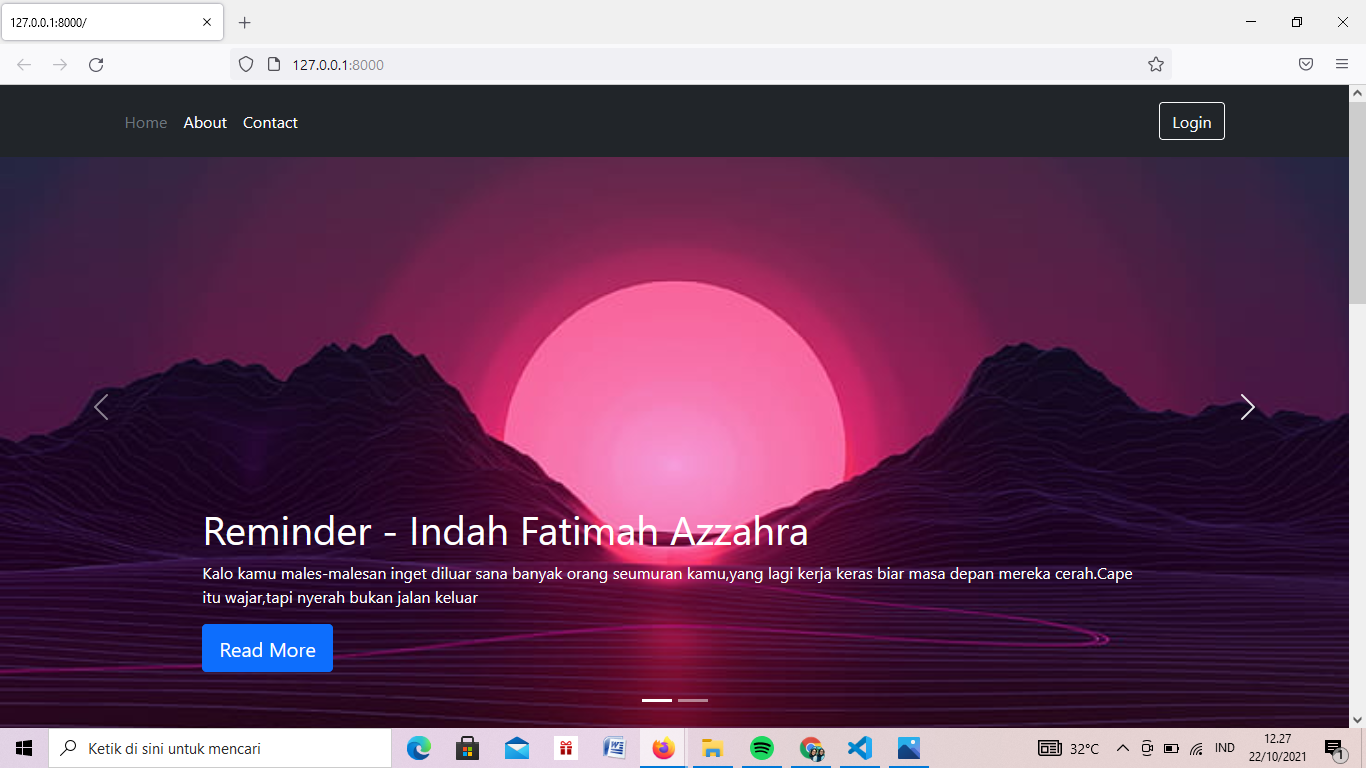 127.0.0.1:8000/
127.0.0.1:8000
Home About Contact Login
Reminder - Indah Fatimah Azzahra
Kalo kamu males-malesan inget diluar sana banyak orang seumuran kamu,yang lagi kerja keras biar masa depan mereka cerah.Cape
itu wajar,tapi nyerah bukan jalan keluar
Read More
Ketik di sini untuk mencari
32°C
IND
12.27
22/10/2021
1